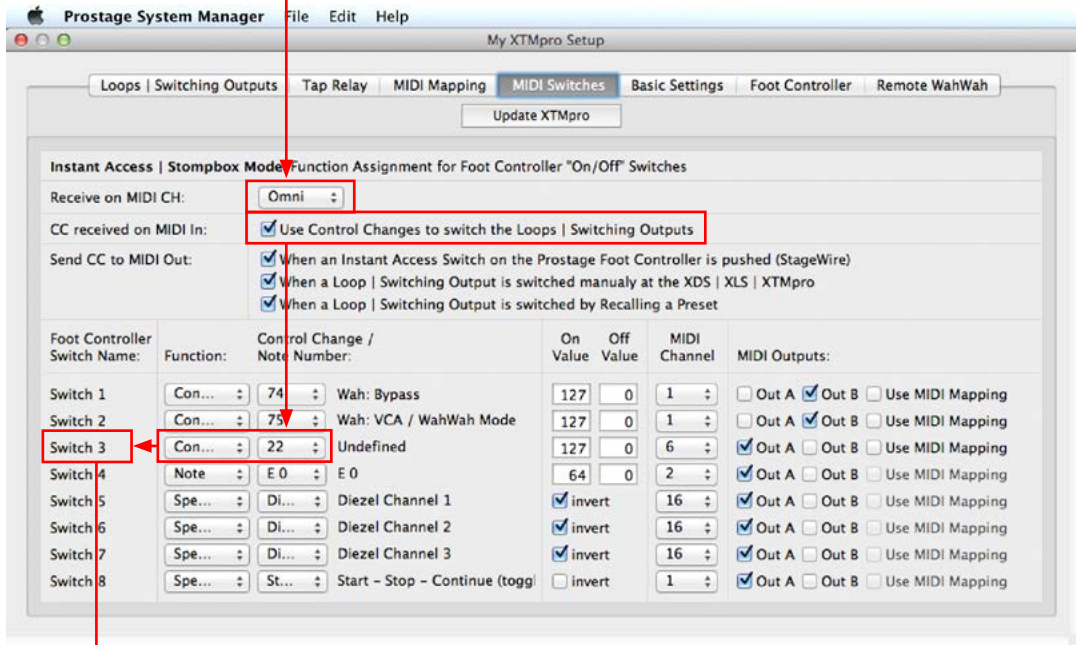 Prostage System Manager File Edit Help
My XTMpro Setup
Loops | Switching Outputs Tap Relay MIDI Mapping MIDI Switches Basic Settings Foot Controller Remote WahWah
Update XTMpro
Instant Access | Stompbox Mode Function Assignment for Foot Controller "On/Off" Switches
Receive on MIDI CH: Omni
CC received on MIDI In: Use Control Changes to switch the Loops | Switching Outputs
Send CC to MIDI Out: When an Instant Access Switch on the Prostage Foot Controller is pushed (StageWire)
When a Loop | Switching Output is switched manualy at the XDS | XLS | XTMpro
When a Loop | Switching Output is switched by Recalling a Preset
Foot Controller Control Change / On Off MIDI
Switch Name: Function: Note Number: Value Value Channel MIDI Outputs:
Switch 1 Con... 74 Wah: Bypass 127 0 1 Out A Out B Use MIDI Mapping
Switch 2 Con... 75 Wah: VCA / WahWah Mode 127 0 1 Out A Out B Use MIDI Mapping
Switch 3 Con... 22 Undefined 127 0 6 Out A Out B Use MIDI Mapping
Switch 4 Note E 0 E 0 64 0 2 Out A Out B Use MIDI Mapping
Switch 5 Spe... Di... Diezel Channel 1 invert 16 Out A Out B Use MIDI Mapping
Switch 6 Spe... Di... Diezel Channel 2 invert 16 Out A Out B Use MIDI Mapping
Switch 7 Spe... Di... Diezel Channel 3 invert 16 Out A Out B Use MIDI Mapping
Switch 8 Spe... St... Start – Stop – Continue (toggl invert 1 Out A Out B Use MIDI Mapping